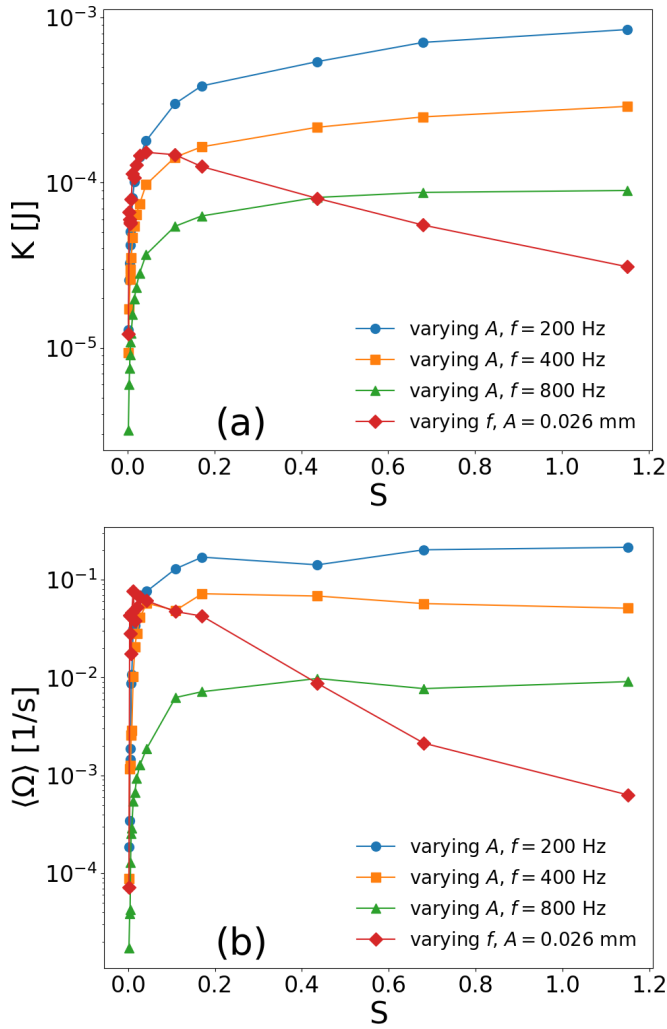 10⁻³
10⁻⁴
10⁻⁵
K [J]
varying A, f = 200 Hz
varying A, f = 400 Hz
varying A, f = 800 Hz
varying f, A = 0.026 mm
(a)
0.0 0.2 0.4 0.6 0.8 1.0 1.2
S
10⁻¹
10⁻²
10⁻³
10⁻⁴
⟨Ω⟩ [1/s]
varying A, f = 200 Hz
varying A, f = 400 Hz
varying A, f = 800 Hz
varying f, A = 0.026 mm
(b)
0.0 0.2 0.4 0.6 0.8 1.0 1.2
S